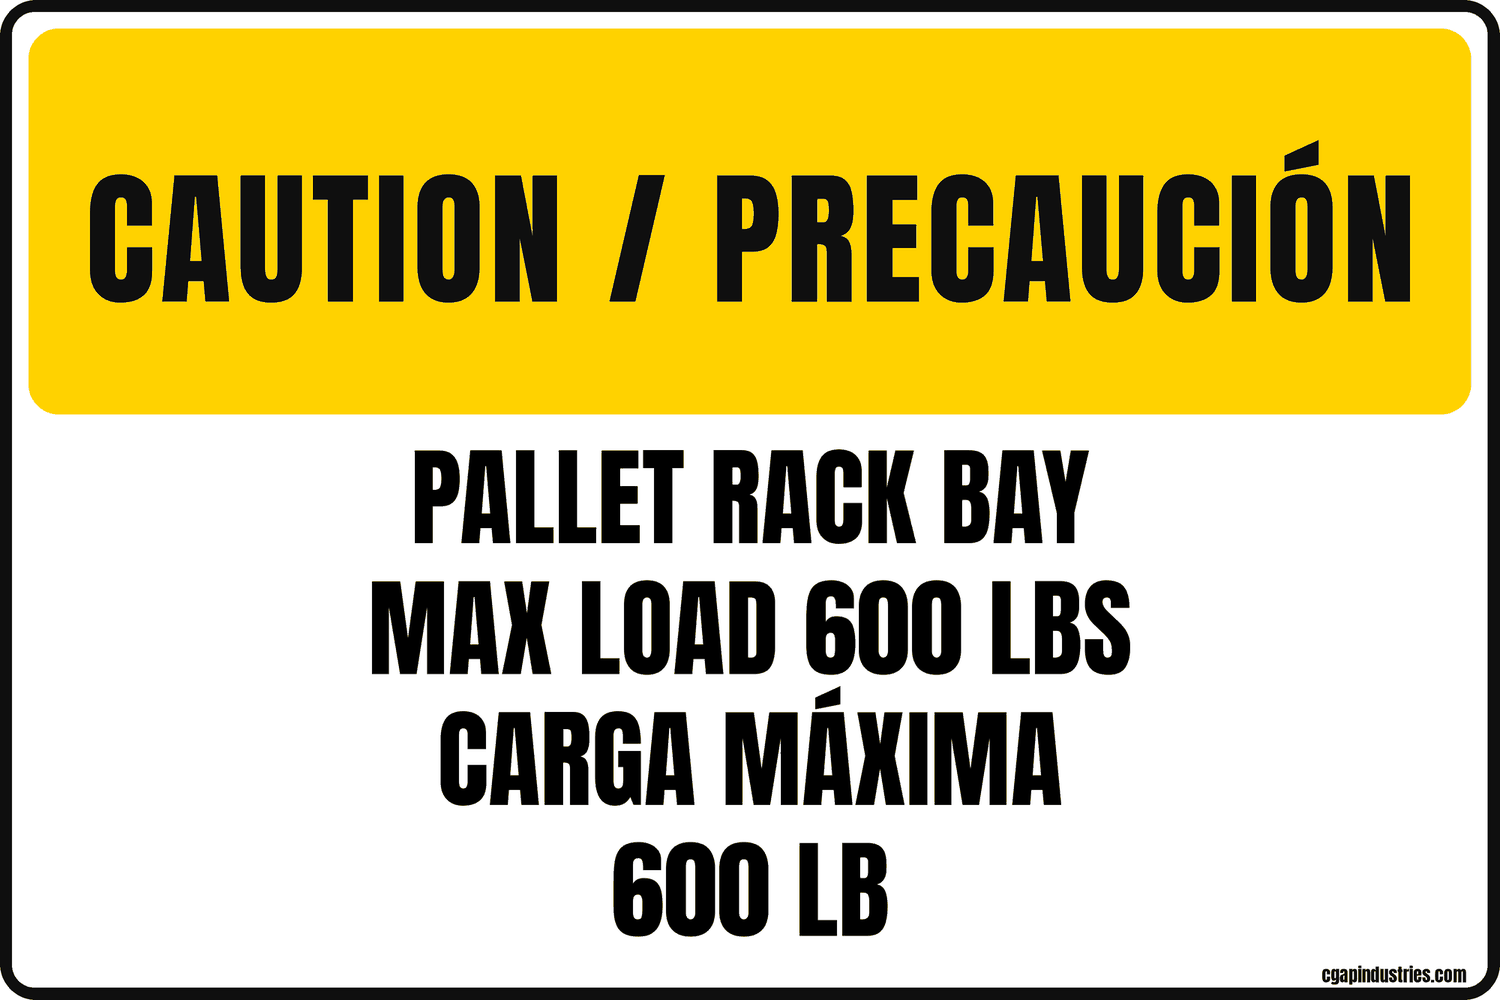 CAUTION / PRECAUCIÓN
PALLET RACK BAY
MAX LOAD 600 LBS
CARGA MÁXIMA
600 LB
cgapindustries.com